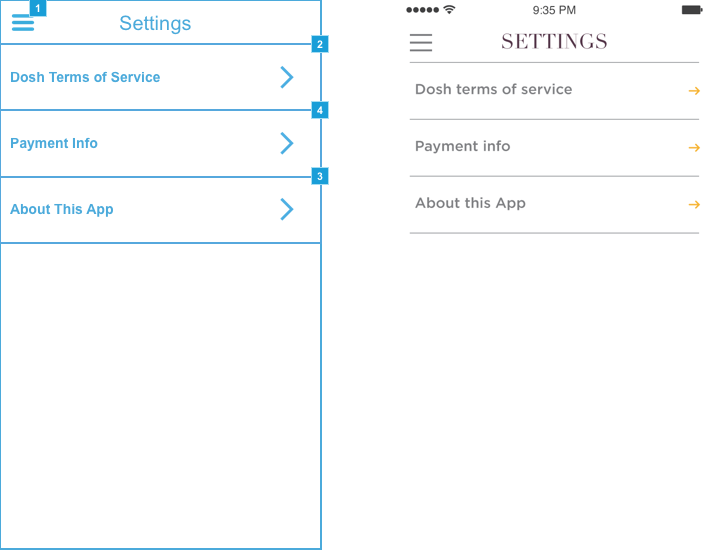 1
Settings
2
Dosh Terms of Service
4
Payment Info
3
About This App
9:35 PM
SETTINGS
Dosh terms of service
Payment info
About this App